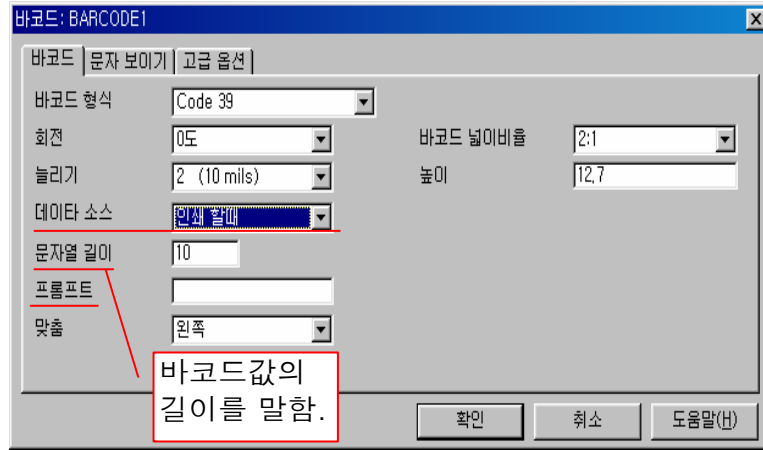 바코드: BARCODE1
바코드 문자 보이기 고급 옵션
바코드 형식 Code 39
회전 0도 바코드 넓이비율 2:1
늘리기 2 (10 mils) 높이 12,7
데이타 소스 인쇄 할때
문자열 길이 10
프롬프트
맞춤 왼쪽
바코드값의
길이를 말함.
확인 취소 도움말(H)